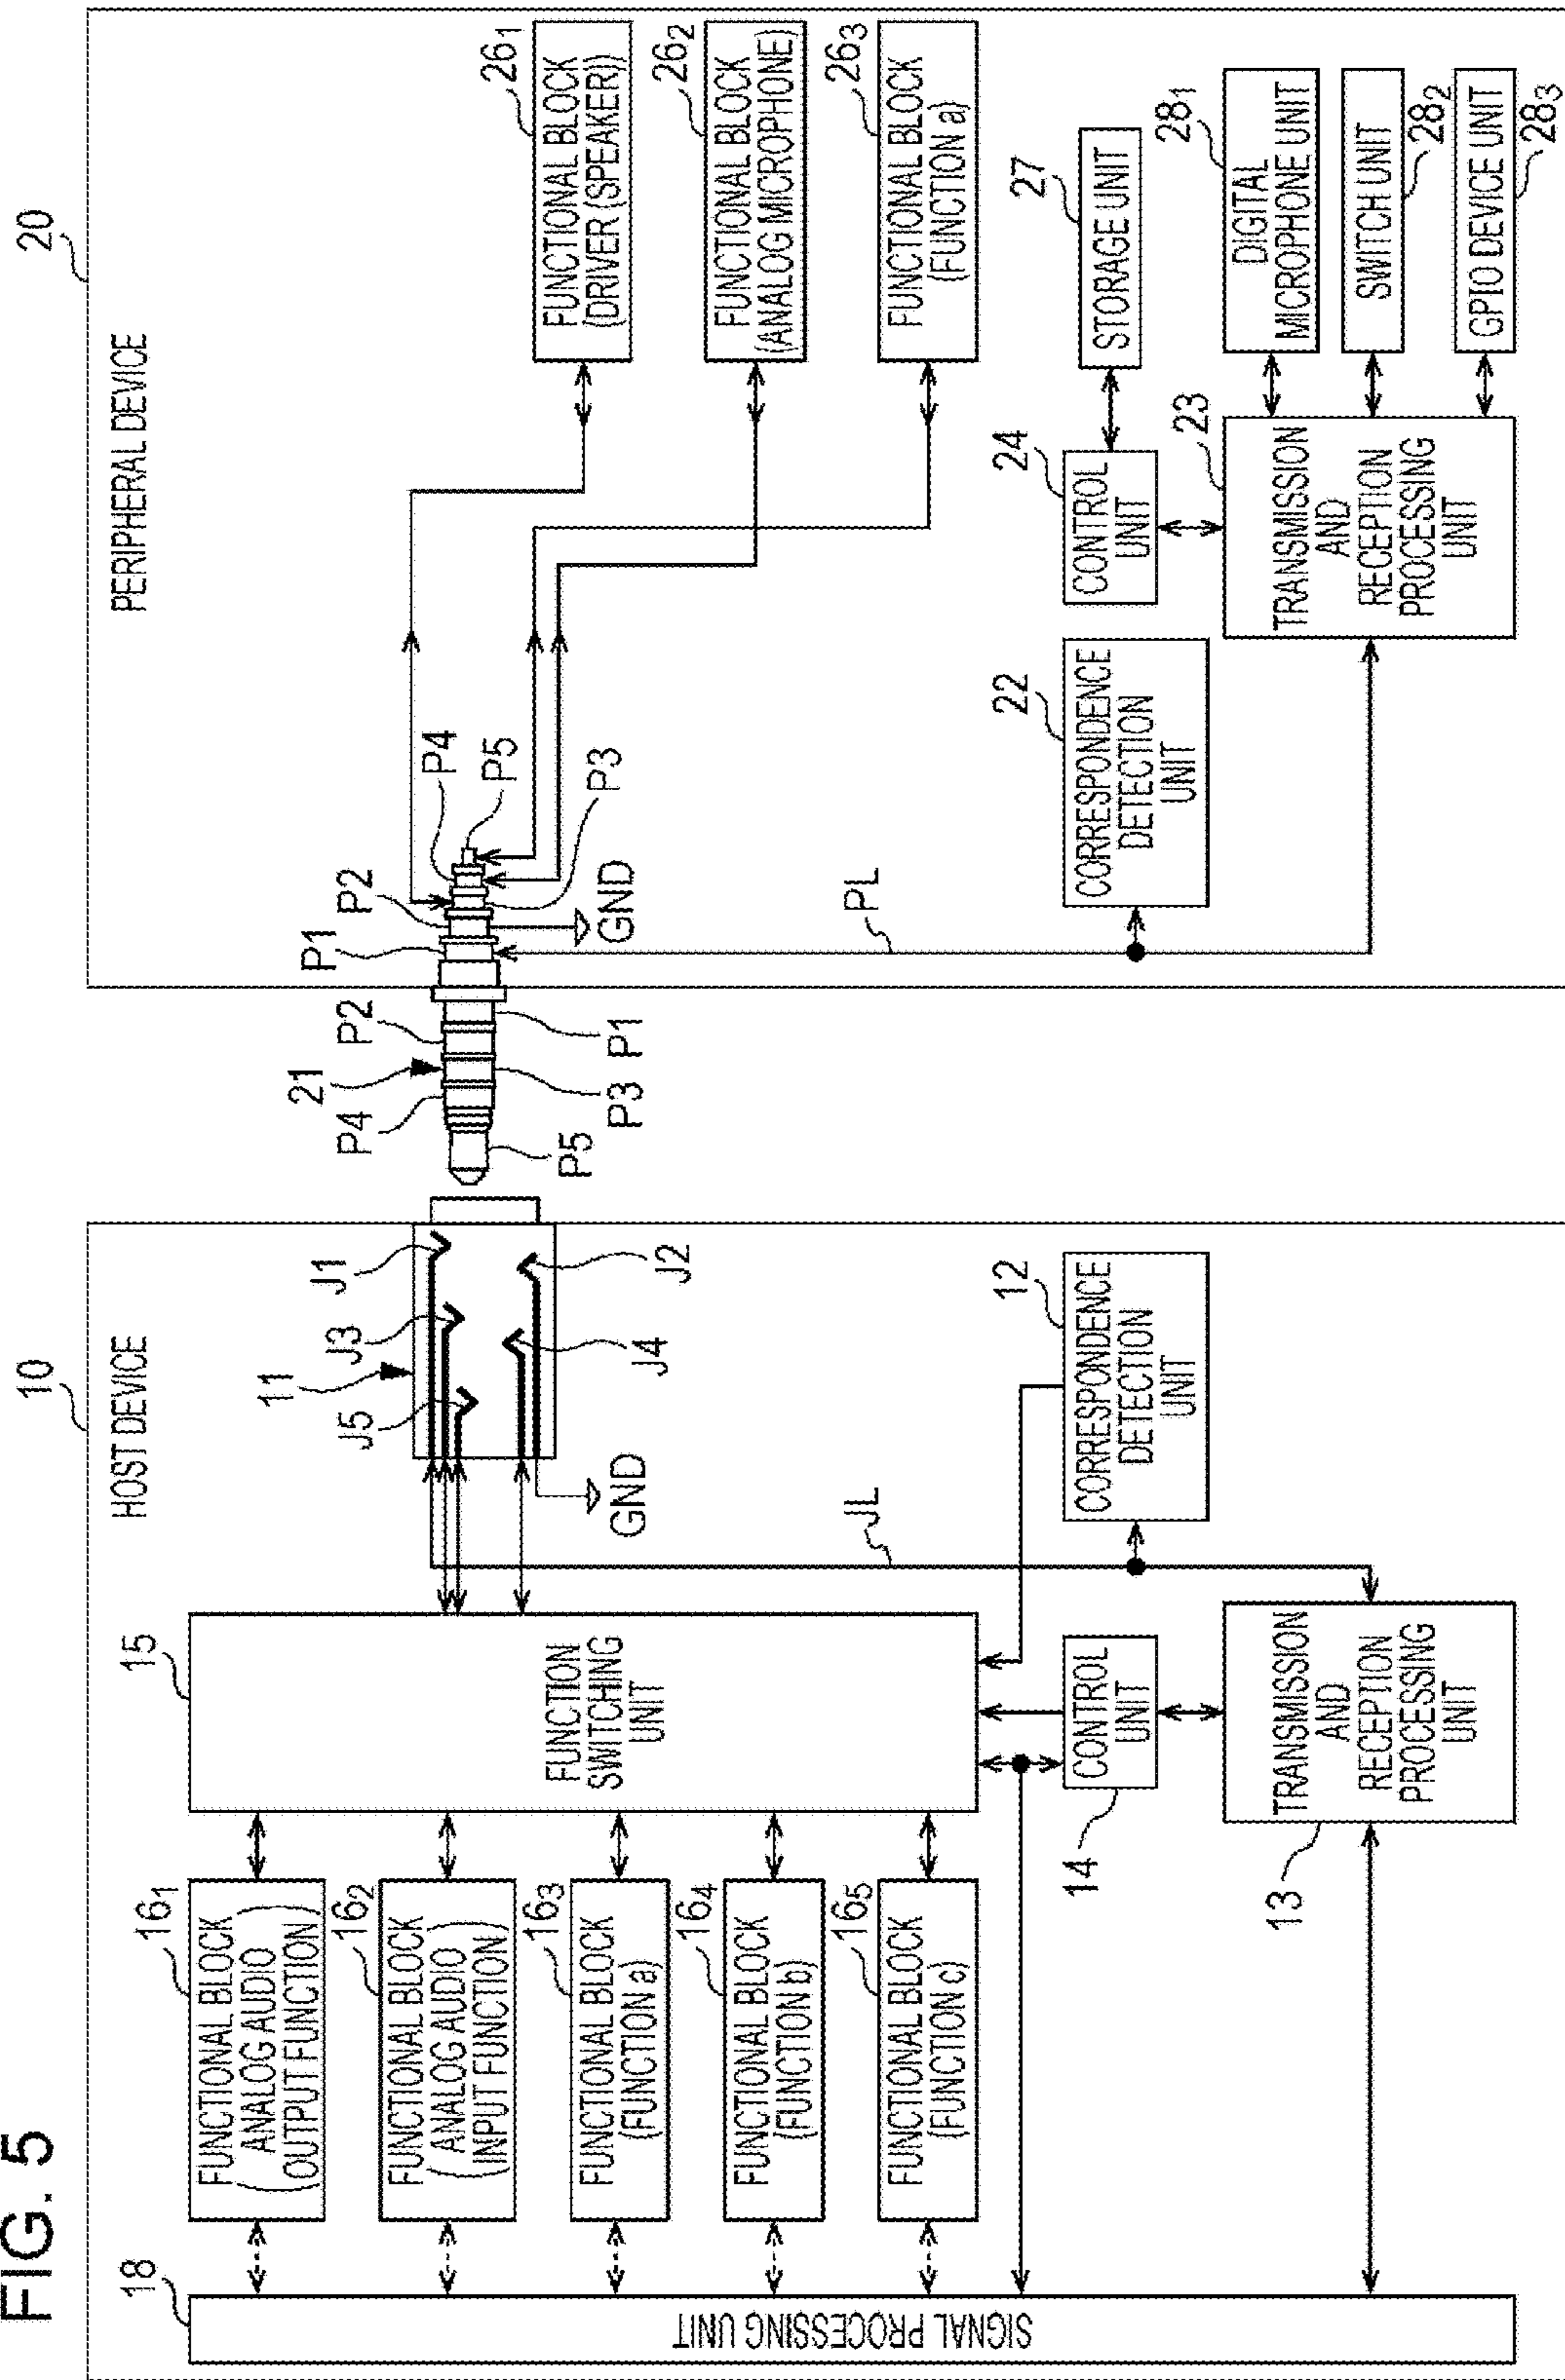 FIG. 5
10
HOST DEVICE
18
SIGNAL PROCESSING UNIT
16₁
FUNCTIONAL BLOCK
(ANALOG AUDIO
OUTPUT FUNCTION)
16₂
FUNCTIONAL BLOCK
(ANALOG AUDIO
INPUT FUNCTION)
16₃
FUNCTIONAL BLOCK
(FUNCTION a)
16₄
FUNCTIONAL BLOCK
(FUNCTION b)
16₅
FUNCTIONAL BLOCK
(FUNCTION c)
15
FUNCTION
SWITCHING
UNIT
14
CONTROL
UNIT
13
TRANSMISSION
AND
RECEPTION
PROCESSING
UNIT
11
J5
J3
J1
J4
J2
GND
JL
12
CORRESPONDENCE
DETECTION
UNIT
P4
21
P2
P5
P3
P1
20
PERIPHERAL DEVICE
P1
P2
P4
P5
P3
GND
PL
22
CORRESPONDENCE
DETECTION
UNIT
24
CONTROL
UNIT
23
TRANSMISSION
AND
RECEPTION
PROCESSING
UNIT
26₁
FUNCTIONAL BLOCK
(DRIVER (SPEAKER))
26₂
FUNCTIONAL BLOCK
(ANALOG MICROPHONE)
26₃
FUNCTIONAL BLOCK
(FUNCTION a)
27
STORAGE UNIT
28₁
DIGITAL
MICROPHONE UNIT
SWITCH UNIT
28₂
GPIO DEVICE UNIT
28₃